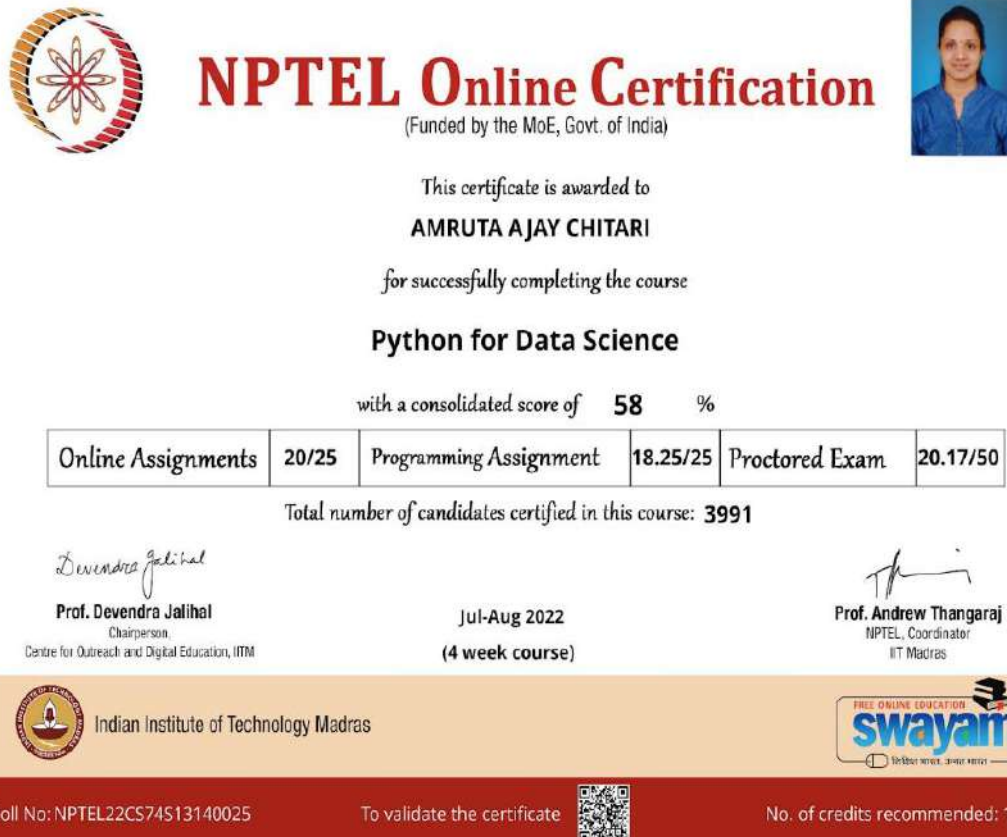 NPTEL Online Certification
(Funded by the MoE, Govt. of India)
This certificate is awarded to
AMRUTA AJAY CHITARI
for successfully completing the course
Python for Data Science
with a consolidated score of 58 %
Online Assignments 20/25 Programming Assignment 18.25/25 Proctored Exam 20.17/50
Total number of candidates certified in this course: 3991
Devendra Jalihal
Prof. Devendra Jalihal
Chairperson,
Centre for Outreach and Digital Education, IITM
Jul-Aug 2022
(4 week course)
Prof. Andrew Thangaraj
NPTEL, Coordinator
IIT Madras
Indian Institute of Technology Madras
FREE ONLINE EDUCATION
swayam
शिक्षित भारत, उन्नत भारत
oll No: NPTEL22CS74S13140025 To validate the certificate No. of credits recommended: 1